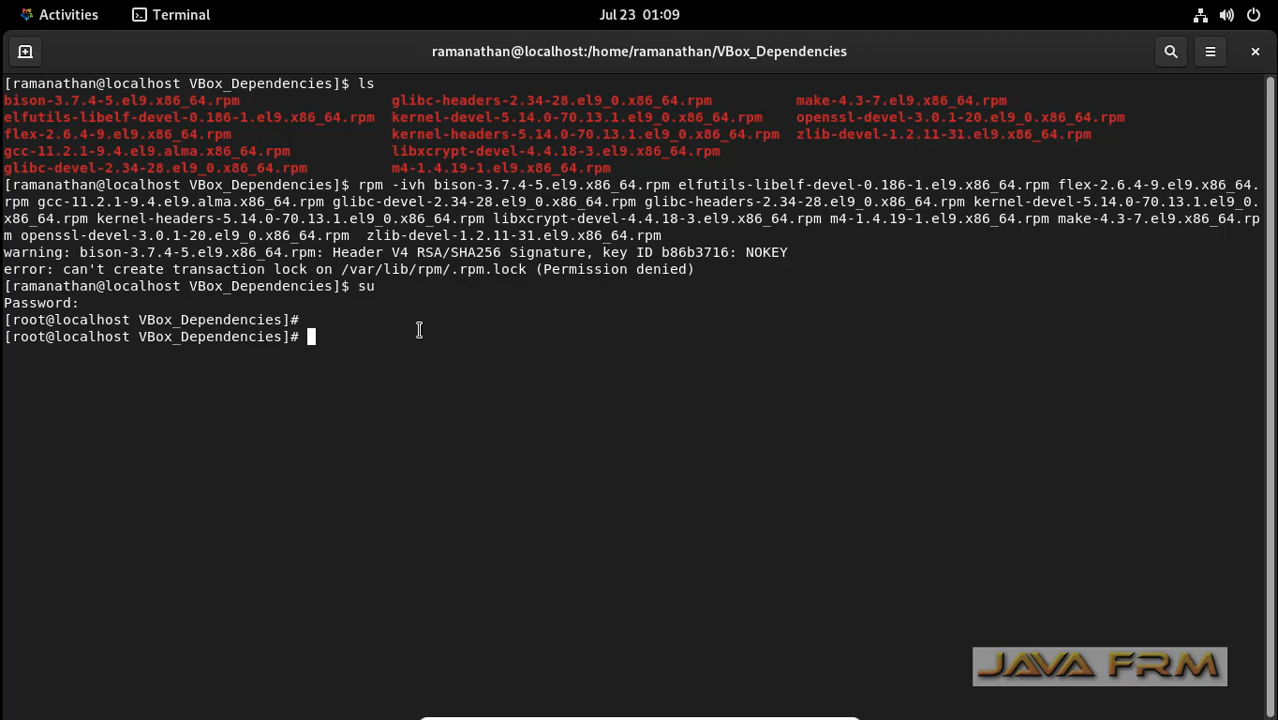 Activities Terminal Jul 23 01:09
ramanathan@localhost:/home/ramanathan/VBox_Dependencies
[ramanathan@localhost VBox_Dependencies]$ ls
bison-3.7.4-5.el9.x86_64.rpm glibc-headers-2.34-28.el9_0.x86_64.rpm make-4.3-7.el9.x86_64.rpm
elfutils-libelf-devel-0.186-1.el9.x86_64.rpm kernel-devel-5.14.0-70.13.1.el9_0.x86_64.rpm openssl-devel-3.0.1-20.el9_0.x86_64.rpm
flex-2.6.4-9.el9.x86_64.rpm kernel-headers-5.14.0-70.13.1.el9_0.x86_64.rpm zlib-devel-1.2.11-31.el9.x86_64.rpm
gcc-11.2.1-9.4.el9.alma.x86_64.rpm libxcrypt-devel-4.4.18-3.el9.x86_64.rpm
glibc-devel-2.34-28.el9_0.x86_64.rpm m4-1.4.19-1.el9.x86_64.rpm
[ramanathan@localhost VBox_Dependencies]$ rpm -ivh bison-3.7.4-5.el9.x86_64.rpm elfutils-libelf-devel-0.186-1.el9.x86_64.rpm flex-2.6.4-9.el9.x86_64.
rpm gcc-11.2.1-9.4.el9.alma.x86_64.rpm glibc-devel-2.34-28.el9_0.x86_64.rpm glibc-headers-2.34-28.el9_0.x86_64.rpm kernel-devel-5.14.0-70.13.1.el9_0.
x86_64.rpm kernel-headers-5.14.0-70.13.1.el9_0.x86_64.rpm libxcrypt-devel-4.4.18-3.el9.x86_64.rpm m4-1.4.19-1.el9.x86_64.rpm make-4.3-7.el9.x86_64.rp
m openssl-devel-3.0.1-20.el9_0.x86_64.rpm  zlib-devel-1.2.11-31.el9.x86_64.rpm
warning: bison-3.7.4-5.el9.x86_64.rpm: Header V4 RSA/SHA256 Signature, key ID b86b3716: NOKEY
error: can't create transaction lock on /var/lib/rpm/.rpm.lock (Permission denied)
[ramanathan@localhost VBox_Dependencies]$ su
Password:
[root@localhost VBox_Dependencies]#
[root@localhost VBox_Dependencies]#
JAVA FRM